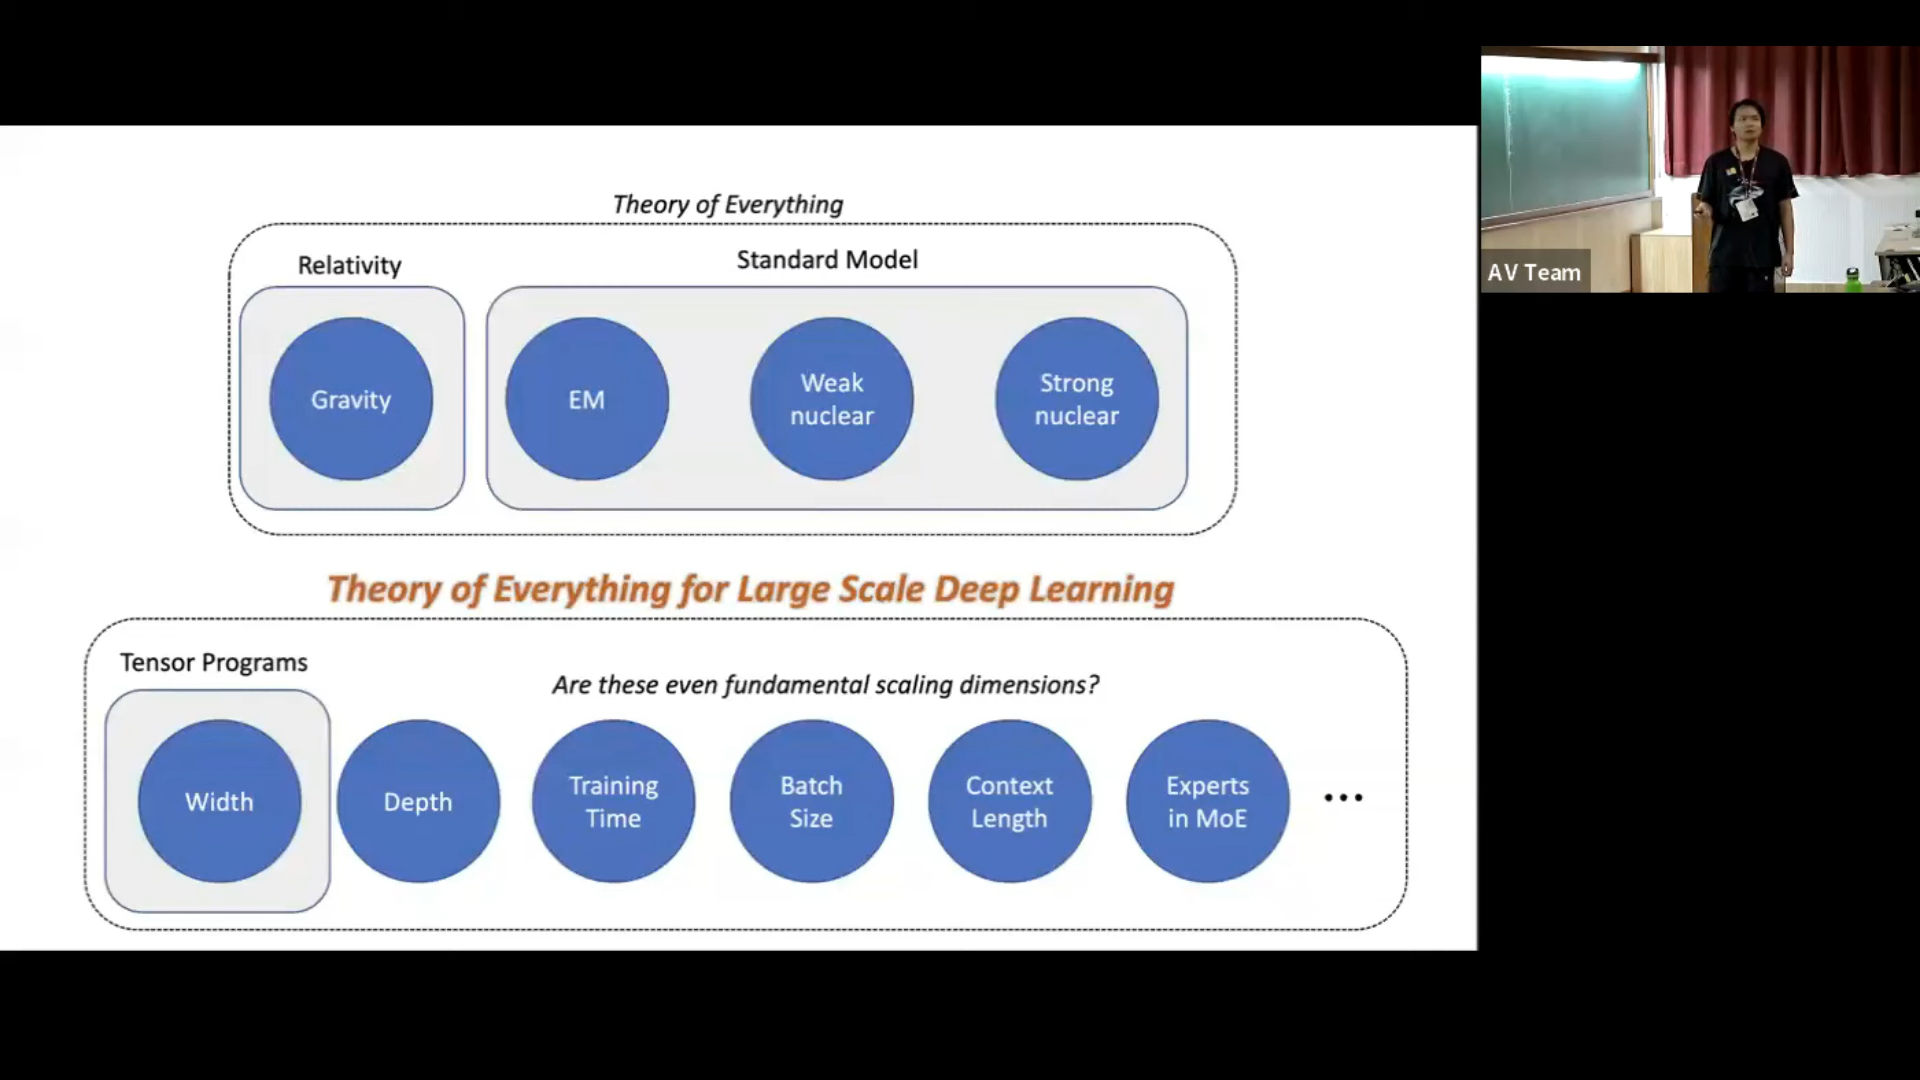 Theory of Everything
Relativity
Standard Model
Gravity
EM
Weak
nuclear
Strong
nuclear
Theory of Everything for Large Scale Deep Learning
Tensor Programs
Are these even fundamental scaling dimensions?
Width
Depth
Training
Time
Batch
Size
Context
Length
Experts
in MoE
...
AV Team